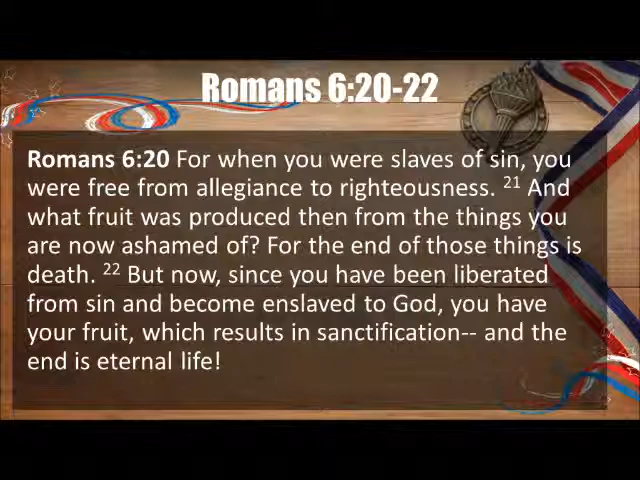 Romans 6:20-22
Romans 6:20 For when you were slaves of sin, you
were free from allegiance to righteousness. 21 And
what fruit was produced then from the things you
are now ashamed of? For the end of those things is
death. 22 But now, since you have been liberated
from sin and become enslaved to God, you have
your fruit, which results in sanctification-- and the
end is eternal life!